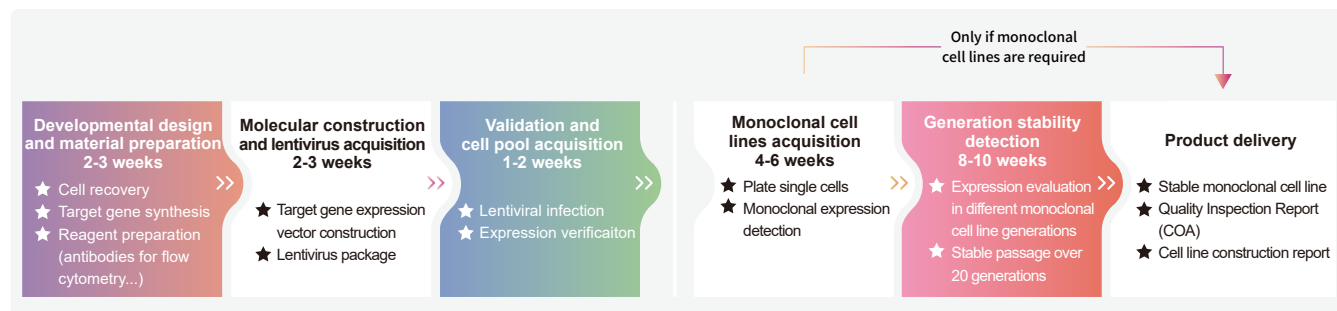 Only if monoclonal
cell lines are required
Developmental design
and material preparation
2-3 weeks
Cell recovery
Target gene synthesis
Reagent preparation
(antibodies for flow
cytometry...)
Molecular construction
and lentivirus acquisition
2-3 weeks
Target gene expression
vector construction
Lentivirus package
Validation and
cell pool acquisition
1-2 weeks
Lentiviral infection
Expression verificaiton
Monoclonal cell
lines acquisition
4-6 weeks
Plate single cells
Monoclonal expression
detection
Generation stability
detection
8-10 weeks
Expression evaluation
in different monoclonal
cell line generations
Stable passage over
20 generations
Product delivery
Stable monoclonal cell line
Quality Inspection Report
(COA)
Cell line construction report